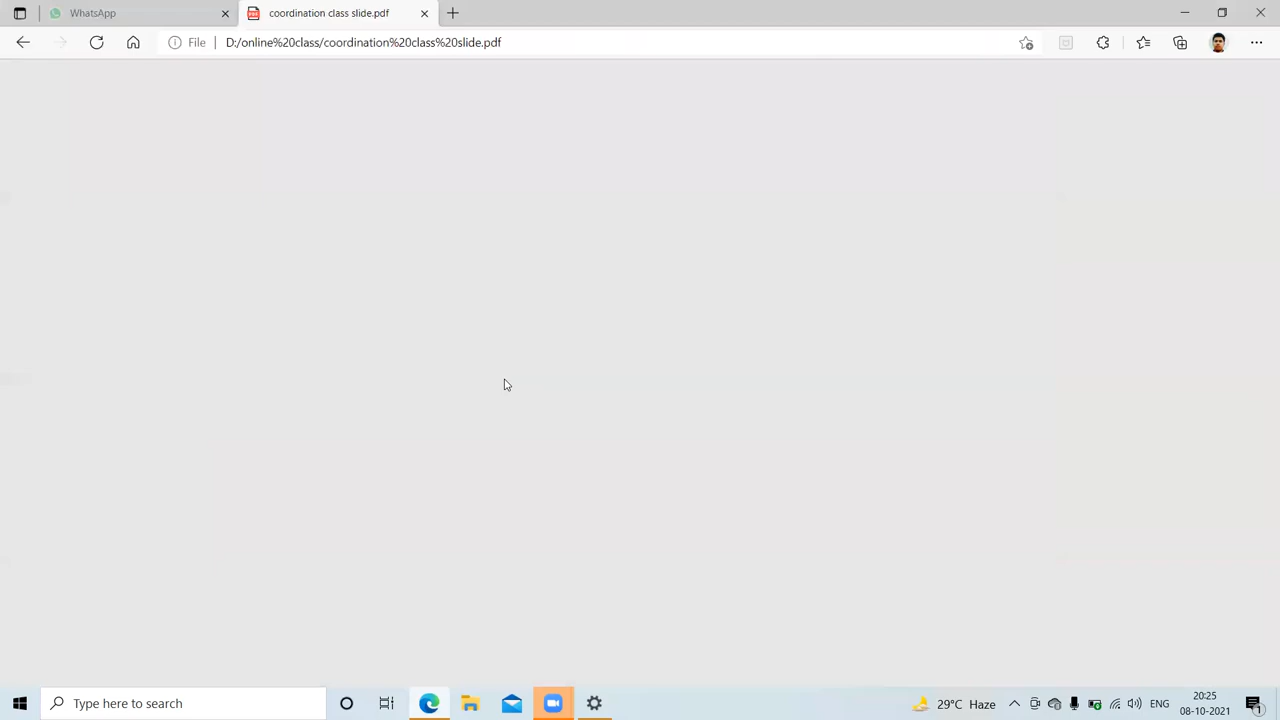 WhatsApp
coordination class slide.pdf
File
D:/online%20class/coordination%20class%20slide.pdf
Type here to search
29°C Haze
ENG
20:25
08-10-2021
1